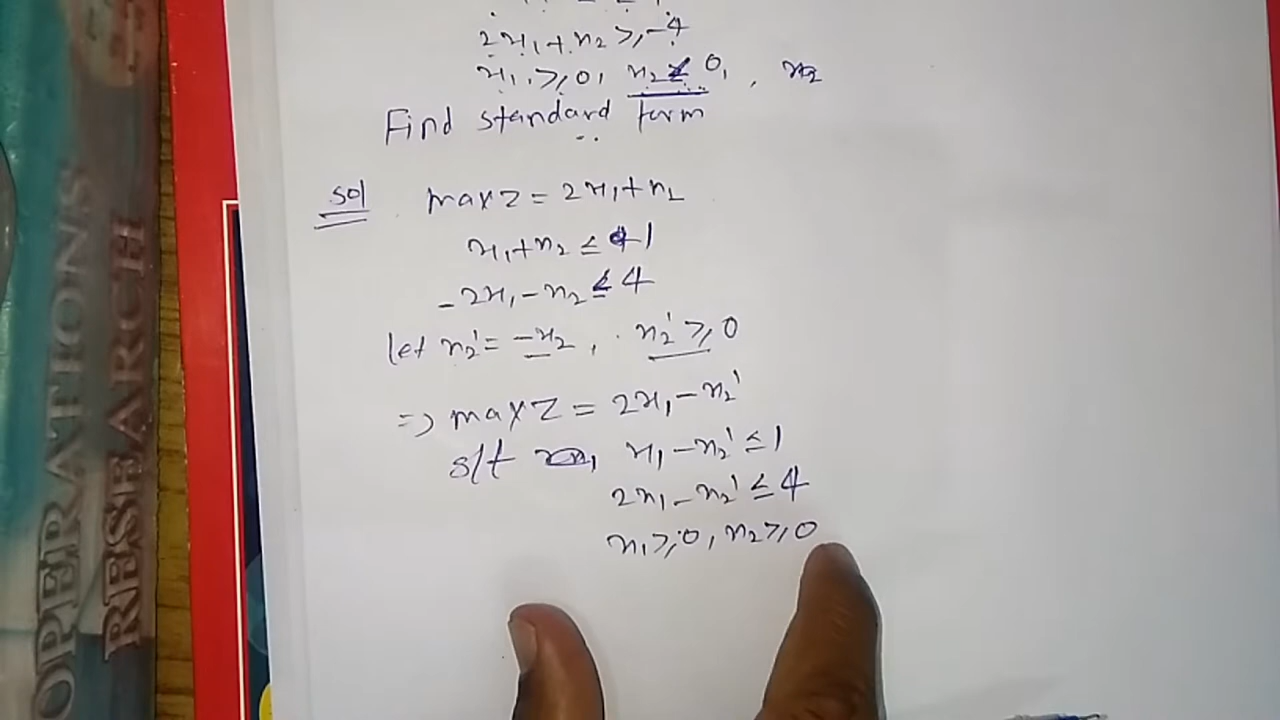 2x₁+x₂ ≥ -4
x₁ ≥ 0, x₂ ≤ 0, x₂
Find standard form
Sol max Z = 2x₁+x₂
x₁+x₂ ≤ 1
-2x₁-x₂ ≤ 4
let x₂' = -x₂, x₂' ≥ 0
=> max Z = 2x₁-x₂'
s/t x₁-x₂' ≤ 1
2x₁-x₂' ≤ 4
x₁ ≥ 0, x₂ ≥ 0
OPERATIONS
RESEARCH